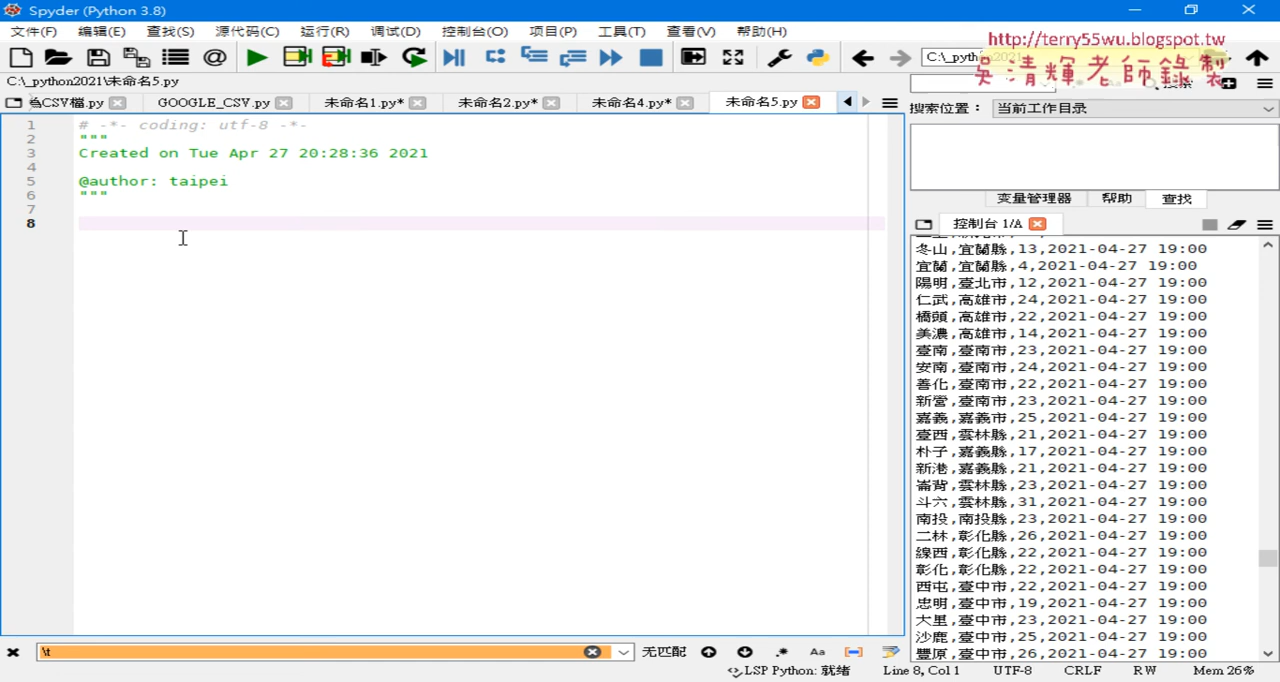 Spyder (Python 3.8)
文件(F) 编辑(E) 查找(S) 源代码(C) 运行(R) 调试(D) 控制台(O) 项目(P) 工具(T) 查看(V) 帮助(H)
http://terry55wu.blogspot.tw
吳清輝老師錄製
C:\_python2021\未命名5.py
GOOGLE_CSV.py 未命名1.py* 未命名2.py* 未命名4.py* 未命名5.py
搜索位置： 当前工作目录
1 # -*- coding: utf-8 -*-
2 """
3 Created on Tue Apr 27 20:28:36 2021
4
5 @author: taipei
6 """
7
8
变量管理器 帮助 查找
控制台 1/A
冬山,宜蘭縣,13,2021-04-27 19:00
宜蘭,宜蘭縣,4,2021-04-27 19:00
陽明,臺北市,12,2021-04-27 19:00
仁武,高雄市,24,2021-04-27 19:00
橋頭,高雄市,22,2021-04-27 19:00
美濃,高雄市,14,2021-04-27 19:00
臺南,臺南市,23,2021-04-27 19:00
安南,臺南市,24,2021-04-27 19:00
善化,臺南市,22,2021-04-27 19:00
新營,臺南市,23,2021-04-27 19:00
嘉義,嘉義市,25,2021-04-27 19:00
臺西,雲林縣,21,2021-04-27 19:00
朴子,嘉義縣,17,2021-04-27 19:00
新港,嘉義縣,21,2021-04-27 19:00
崙背,雲林縣,23,2021-04-27 19:00
斗六,雲林縣,31,2021-04-27 19:00
南投,南投縣,23,2021-04-27 19:00
二林,彰化縣,26,2021-04-27 19:00
線西,彰化縣,22,2021-04-27 19:00
彰化,彰化縣,22,2021-04-27 19:00
西屯,臺中市,22,2021-04-27 19:00
忠明,臺中市,19,2021-04-27 19:00
大里,臺中市,23,2021-04-27 19:00
沙鹿,臺中市,25,2021-04-27 19:00
豐原,臺中市,26,2021-04-27 19:00
\t 无匹配 .* Aa
LSP Python: 就绪 Line 8, Col 1 UTF-8 CRLF RW Mem 26%